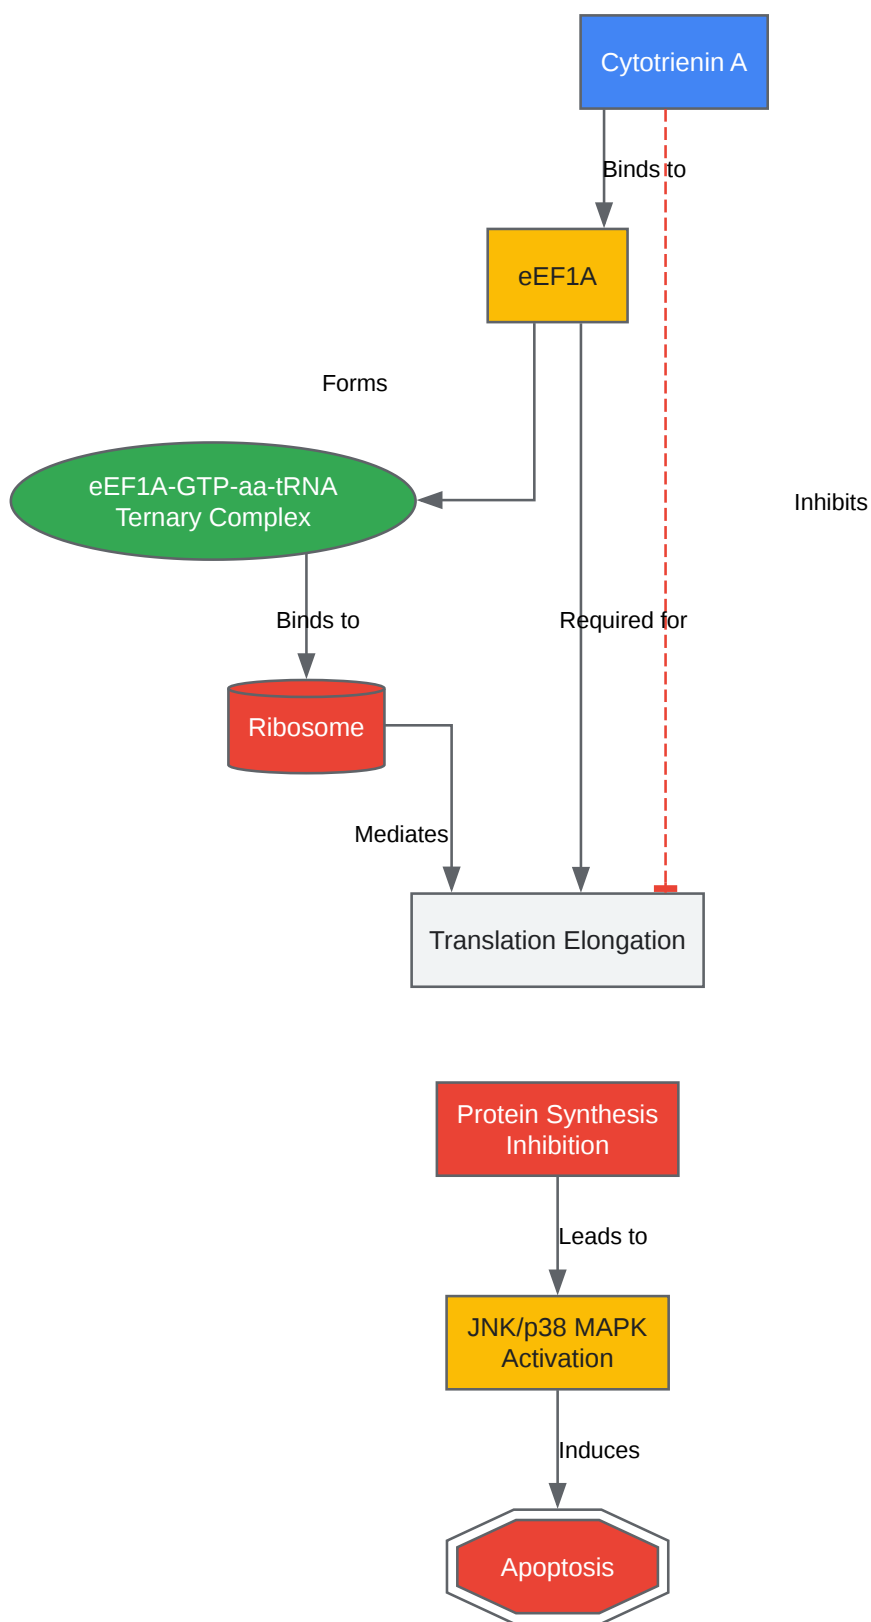 Cytotrienin A
Binds to
eEF1A
Forms
eEF1A-GTP-aa-tRNA
Ternary Complex
Inhibits
Binds to
Required for
Ribosome
Mediates
Translation Elongation
Protein Synthesis
Inhibition
Leads to
JNK/p38 MAPK
Activation
Induces
Apoptosis